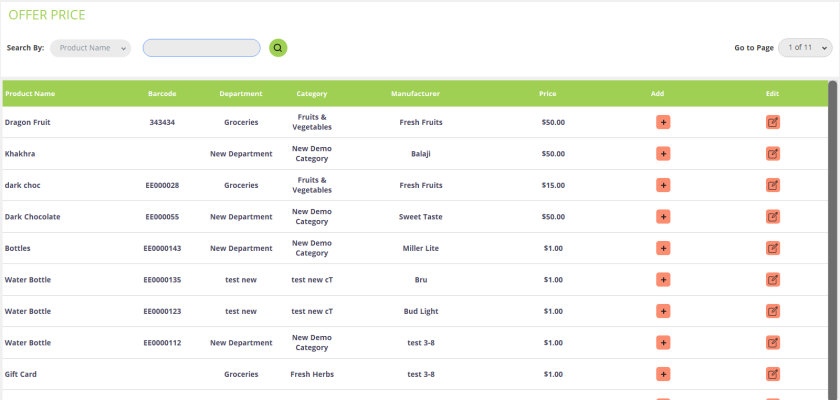 OFFER PRICE
Search By: Product Name Go to Page 1 of 11
Product Name Barcode Department Category Manufacturer Price Add Edit
Dragon Fruit 343434 Groceries Fruits & Vegetables Fresh Fruits $50.00
Khakhra New Department New Demo Category Balaji $50.00
dark choc EE000028 Groceries Fruits & Vegetables Fresh Fruits $15.00
Dark Chocolate EE000055 New Department New Demo Category Sweet Taste $50.00
Bottles EE0000143 New Department New Demo Category Miller Lite $1.00
Water Bottle EE0000135 test new test new cT Bru $1.00
Water Bottle EE0000123 test new test new cT Bud Light $1.00
Water Bottle EE0000112 New Department New Demo Category test 3-8 $1.00
Gift Card Groceries Fresh Herbs test 3-8 $1.00